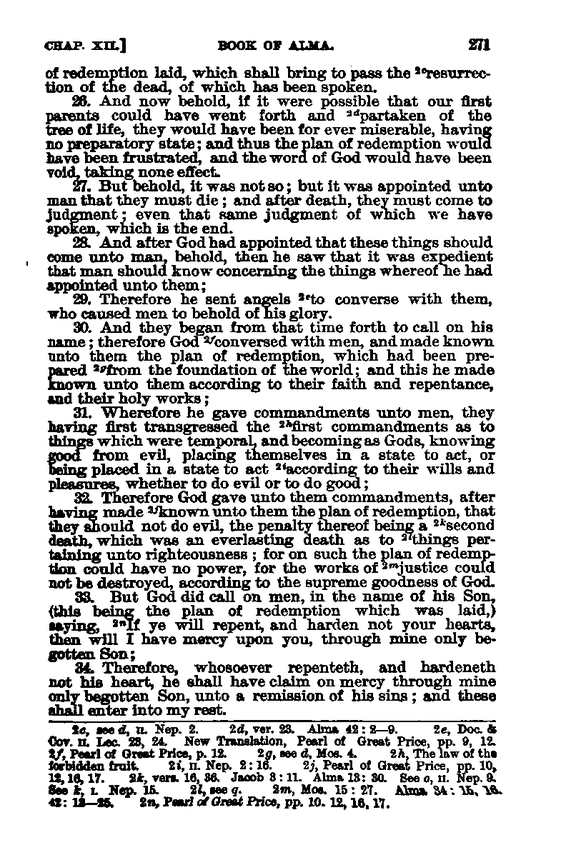 CHAP. XII.] BOOK OF ALMA. 271
of redemption laid, which shall bring to pass the 2cresurrec-
tion of the dead, of which has been spoken.
26. And now behold, if it were possible that our first
parents could have went forth and 2dpartaken of the
tree of life, they would have been for ever miserable, having
no preparatory state; and thus the plan of redemption would
have been frustrated, and the word of God would have been
void, taking none effect.
27. But behold, it was not so; but it was appointed unto
man that they must die; and after death, they must come to
judgment; even that same judgment of which we have
spoken, which is the end.
28. And after God had appointed that these things should
come unto man, behold, then he saw that it was expedient
that man should know concerning the things whereof he had
appointed unto them;
29. Therefore he sent angels 2eto converse with them,
who caused men to behold of his glory.
30. And they began from that time forth to call on his
name; therefore God 2fconversed with men, and made known
unto them the plan of redemption, which had been pre-
pared 2gfrom the foundation of the world; and this he made
known unto them according to their faith and repentance,
and their holy works;
31. Wherefore he gave commandments unto men, they
having first transgressed the 2hfirst commandments as to
things which were temporal, and becoming as Gods, knowing
good from evil, placing themselves in a state to act, or
being placed in a state to act 2iaccording to their wills and
pleasures, whether to do evil or to do good;
32. Therefore God gave unto them commandments, after
having made 2jknown unto them the plan of redemption, that
they should not do evil, the penalty thereof being a 2ksecond
death, which was an everlasting death as to 2lthings per-
taining unto righteousness; for on such the plan of redemp-
tion could have no power, for the works of 2mjustice could
not be destroyed, according to the supreme goodness of God.
33. But God did call on men, in the name of his Son,
(this being the plan of redemption which was laid,)
saying, 2nIf ye will repent, and harden not your hearts,
then will I have mercy upon you, through mine only be-
gotten Son;
34. Therefore, whosoever repenteth, and hardeneth
not his heart, he shall have claim on mercy through mine
only begotten Son, unto a remission of his sins; and these
shall enter into my rest.
2c, see d, II. Nep. 2. 2d, ver. 23. Alma 42: 2—9. 2e, Doc. &
Cov. II. Lec. 23, 24. New Translation, Pearl of Great Price, pp. 9, 12.
2f, Pearl of Great Price, p. 12. 2g, see d, Mos. 4. 2h, The law of the
forbidden fruit. 2i, II. Nep. 2: 16. 2j, Pearl of Great Price, pp. 10,
12, 16, 17. 2k, vers. 16, 36. Jacob 3: 11. Alma 13: 30. See o, II. Nep. 9.
See k, I. Nep. 15. 2l, see g. 2m, Mos. 15: 27. Alma 34: 15, 16.
42: 12—25. 2n, Pearl of Great Price, pp. 10. 12, 16, 17.